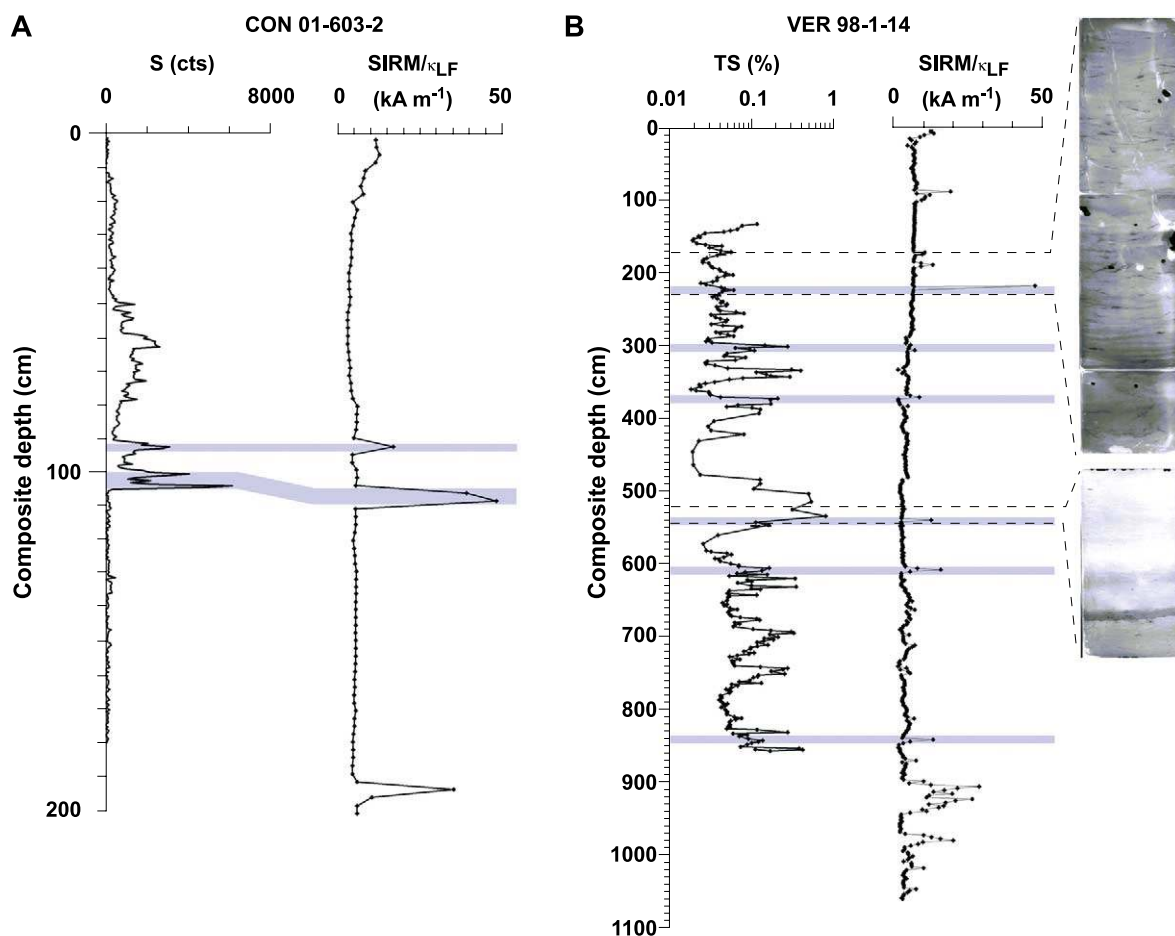 A
CON 01-603-2
S (cts)
0 8000
SIRM/κLF
(kA m-1)
0 50
Composite depth (cm)
0
100
200
B
VER 98-1-14
TS (%)
0.01 0.1 1
SIRM/κLF
(kA m-1)
0 50
Composite depth (cm)
0
100
200
300
400
500
600
700
800
900
1000
1100